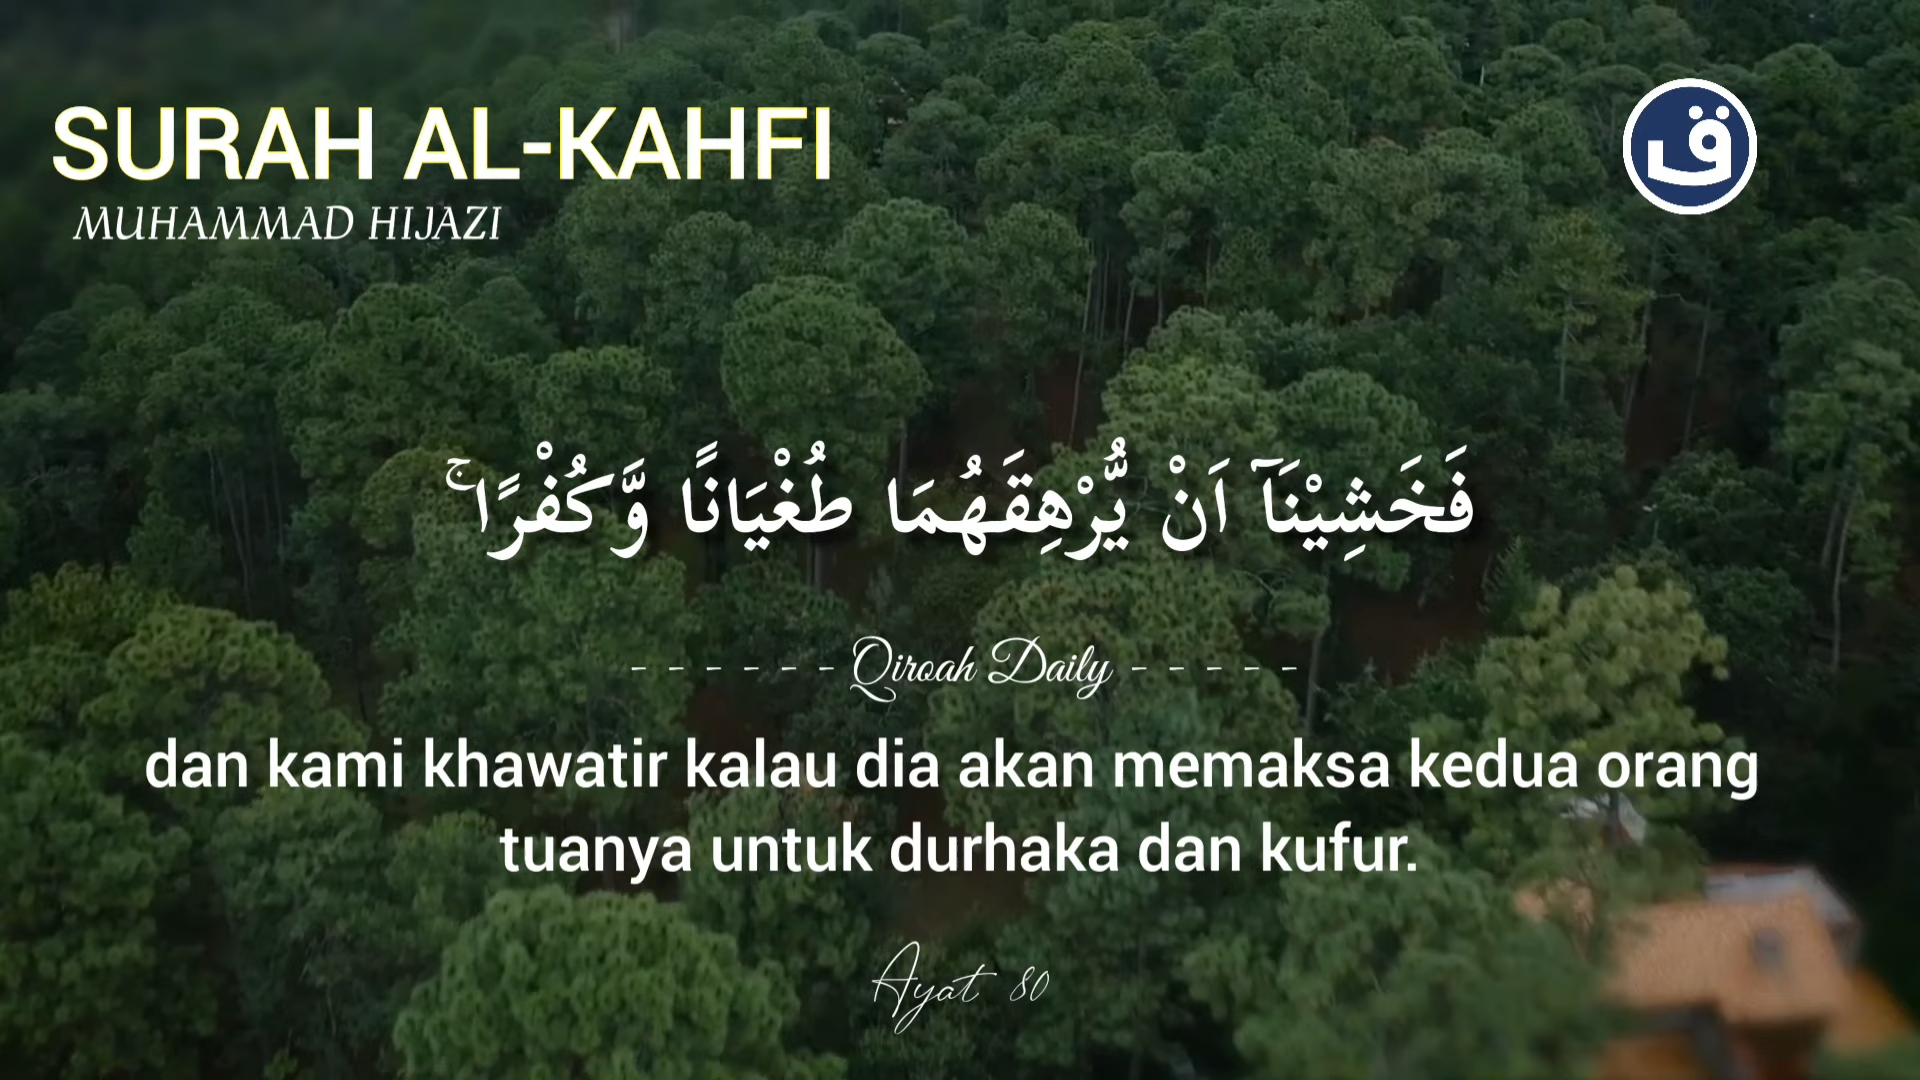 SURAH AL-KAHFI
MUHAMMAD HIJAZI
ق
فَخَشِيْنَآ اَنْ يُّرْهِقَهُمَا طُغْيَانًا وَّكُفْرًا ۚ
- - - - - - Qiroah Daily - - - - -
dan kami khawatir kalau dia akan memaksa kedua orang
tuanya untuk durhaka dan kufur.
Ayat 80